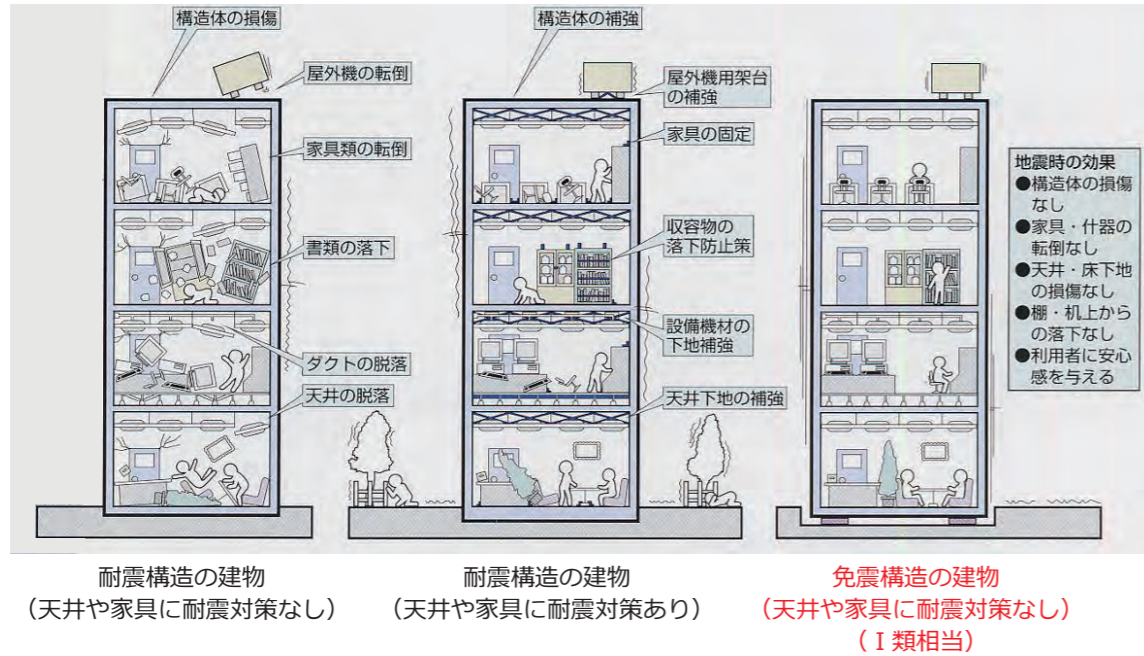 構造体の損傷
屋外機の転倒
家具類の転倒
書類の落下
ダクトの脱落
天井の脱落
構造体の補強
屋外機用架台
の補強
家具の固定
収容物の
落下防止策
設備機材の
下地補強
天井下地の補強
地震時の効果
●構造体の損傷
なし
●家具・什器の
転倒なし
●天井・床下地
の損傷なし
●棚・机上から
の落下なし
●利用者に安心
感を与える
耐震構造の建物
（天井や家具に耐震対策なし）
耐震構造の建物
（天井や家具に耐震対策あり）
免震構造の建物
（天井や家具に耐震対策なし）
（Ⅰ類相当）